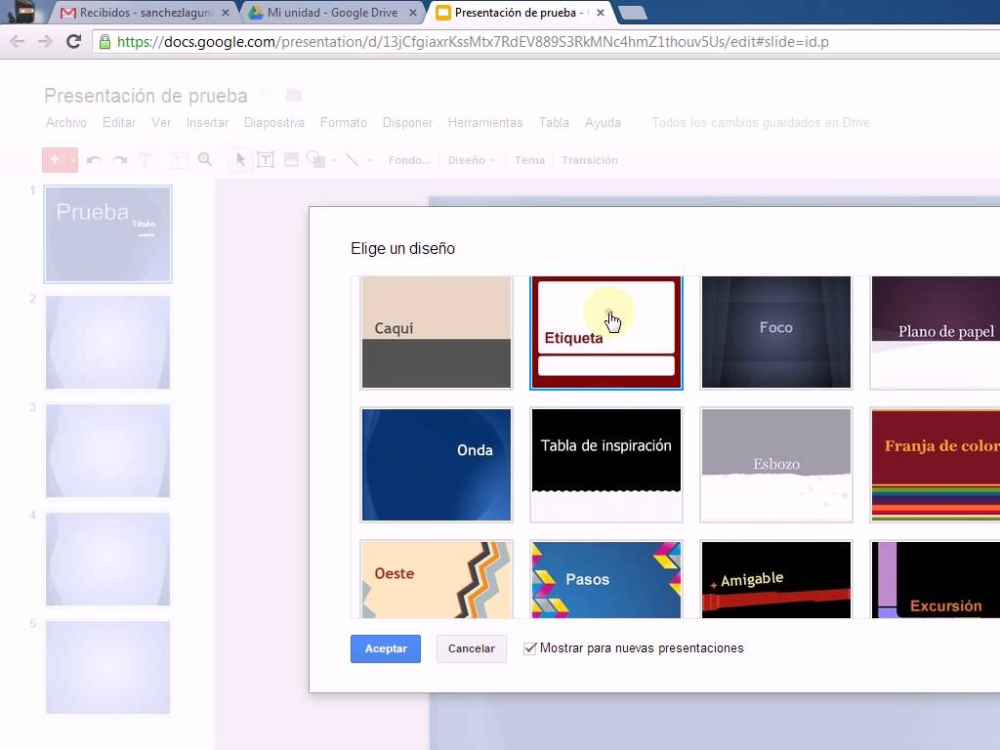 Recibidos - sanchezlagun
Mi unidad - Google Drive
Presentación de prueba -
https://docs.google.com/presentation/d/13jCfgiaxrKssMtx7RdEV889S3RkMNc4hmZ1thouv5Us/edit#slide=id.p
Presentación de prueba
Archivo Editar Ver Insertar Diapositiva Formato Disponer Herramientas Tabla Ayuda Todos los cambios guardados en Drive
Fondo... Diseño Tema Transición
1
Prueba
Título
2
3
4
5
Elige un diseño
Caqui
Etiqueta
Foco
Plano de papel
Onda
Tabla de inspiración
Esbozo
Franja de color
Oeste
Pasos
Amigable
Excursión
Aceptar Cancelar Mostrar para nuevas presentaciones